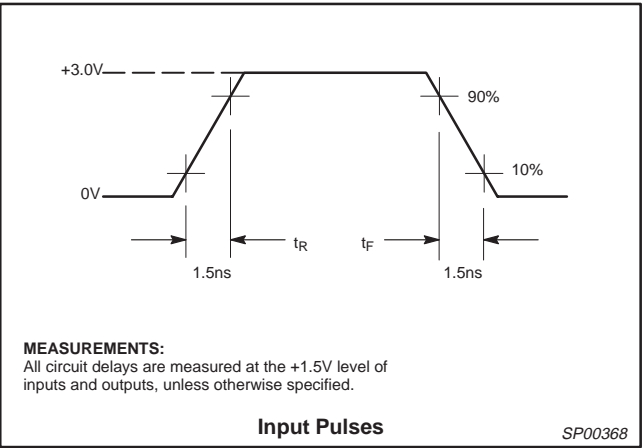 +3.0V
90%
10%
0V
tR
tF
1.5ns
1.5ns
MEASUREMENTS:
All circuit delays are measured at the +1.5V level of
inputs and outputs, unless otherwise specified.
Input Pulses
SP00368